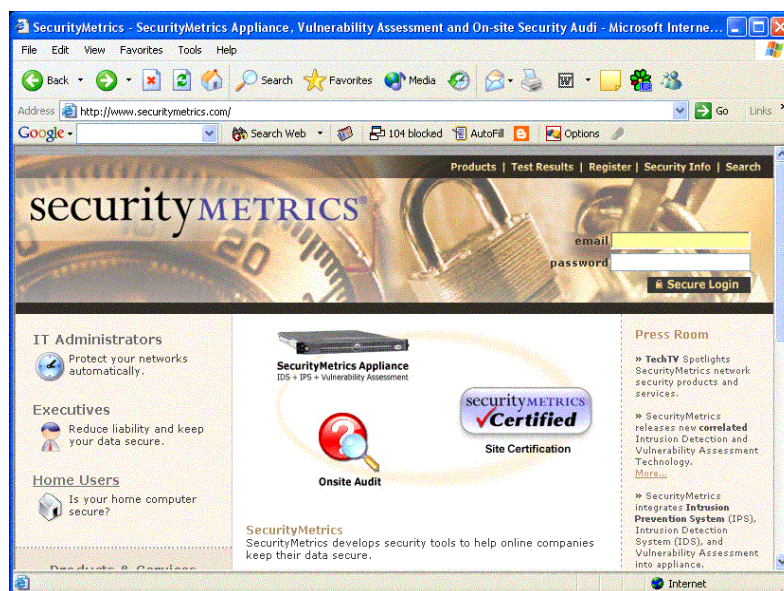 SecurityMetrics - SecurityMetrics Appliance, Vulnerability Assessment and On-site Security Audi - Microsoft Interne...
File Edit View Favorites Tools Help
Back Search Favorites Media
Address http://www.securitymetrics.com/ Go Links »
Google Search Web 104 blocked AutoFill Options
Products | Test Results | Register | Security Info | Search
securityMETRICS®
20
email
password
Secure Login
IT Administrators
Protect your networks
automatically.
Executives
Reduce liability and keep
your data secure.
Home Users
Is your home computer
secure?
Products & Services
SecurityMetrics Appliance
IDS + IPS + Vulnerability Assessment
securityMETRICS
Certified
Site Certification
Onsite Audit
SecurityMetrics
SecurityMetrics develops security tools to help online companies
keep their data secure.
Press Room
» TechTV Spotlights
SecurityMetrics network
security products and
services.
» SecurityMetrics
releases new correlated
Intrusion Detection and
Vulnerability Assessment
Technology.
More...
» SecurityMetrics
integrates Intrusion
Prevention System (IPS),
Intrusion Detection
System (IDS), and
Vulnerability Assessment
into appliance.
Internet